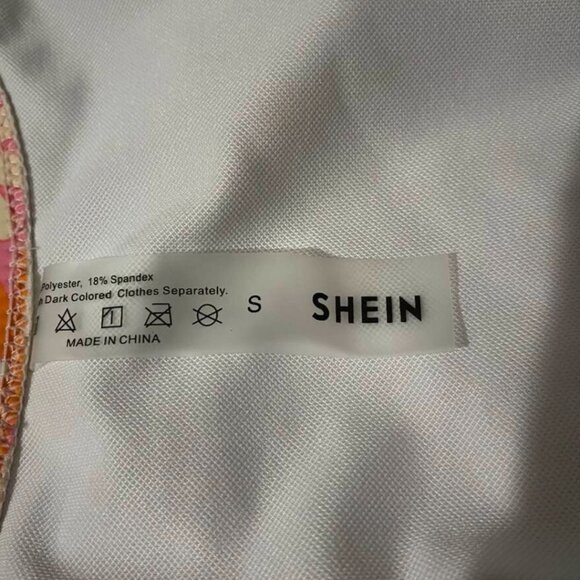 Polyester, 18% Spandex
Dark Colored Clothes Separately.
S
SHEIN
MADE IN CHINA